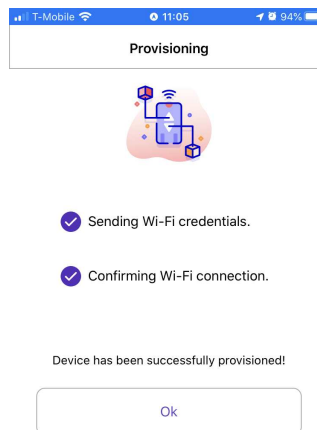 T-Mobile 11:05 94%
Provisioning
Sending Wi-Fi credentials.
Confirming Wi-Fi connection.
Device has been successfully provisioned!
Ok